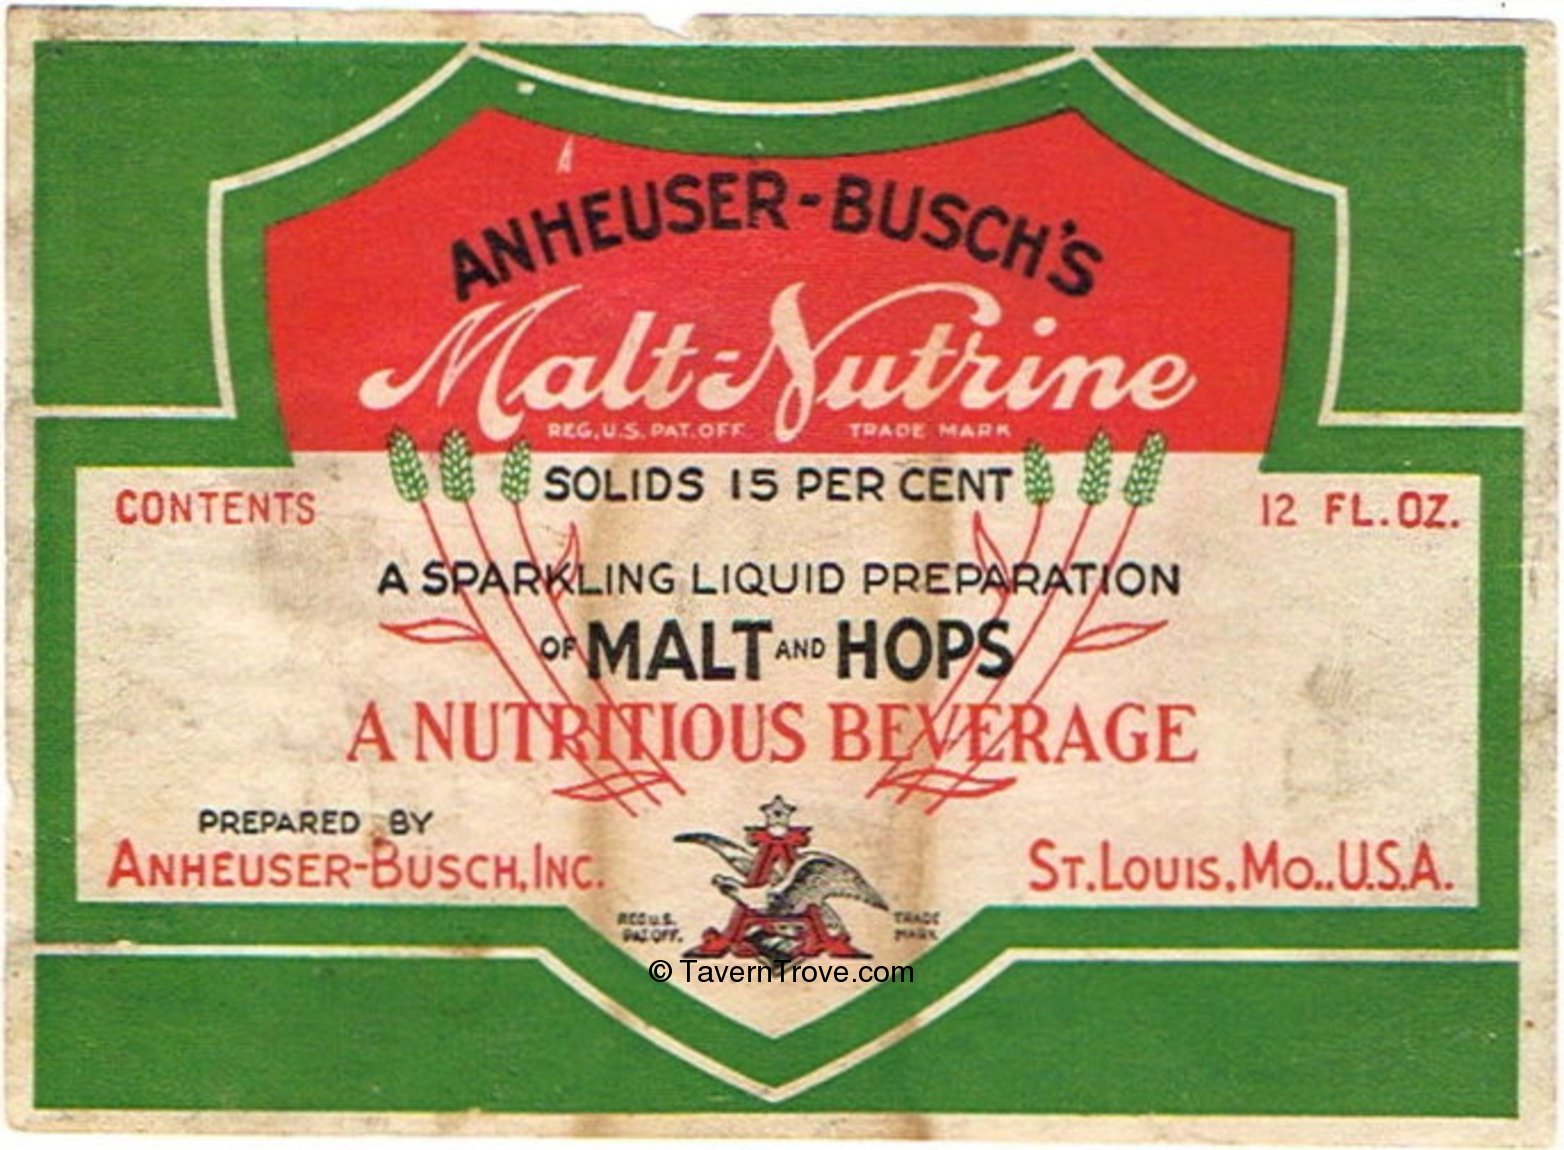 ANHEUSER-BUSCH'S
Malt-Nutrine
REG. U.S. PAT. OFF. TRADE MARK
SOLIDS 15 PER CENT
CONTENTS 12 FL. OZ.
A SPARKLING LIQUID PREPARATION
OF MALT AND HOPS
A NUTRITIOUS BEVERAGE
PREPARED BY
ANHEUSER-BUSCH, INC. ST. LOUIS, MO., U.S.A.
A
REG U.S. TRADE
PAT OFF. MARK
© TavernTrove.com